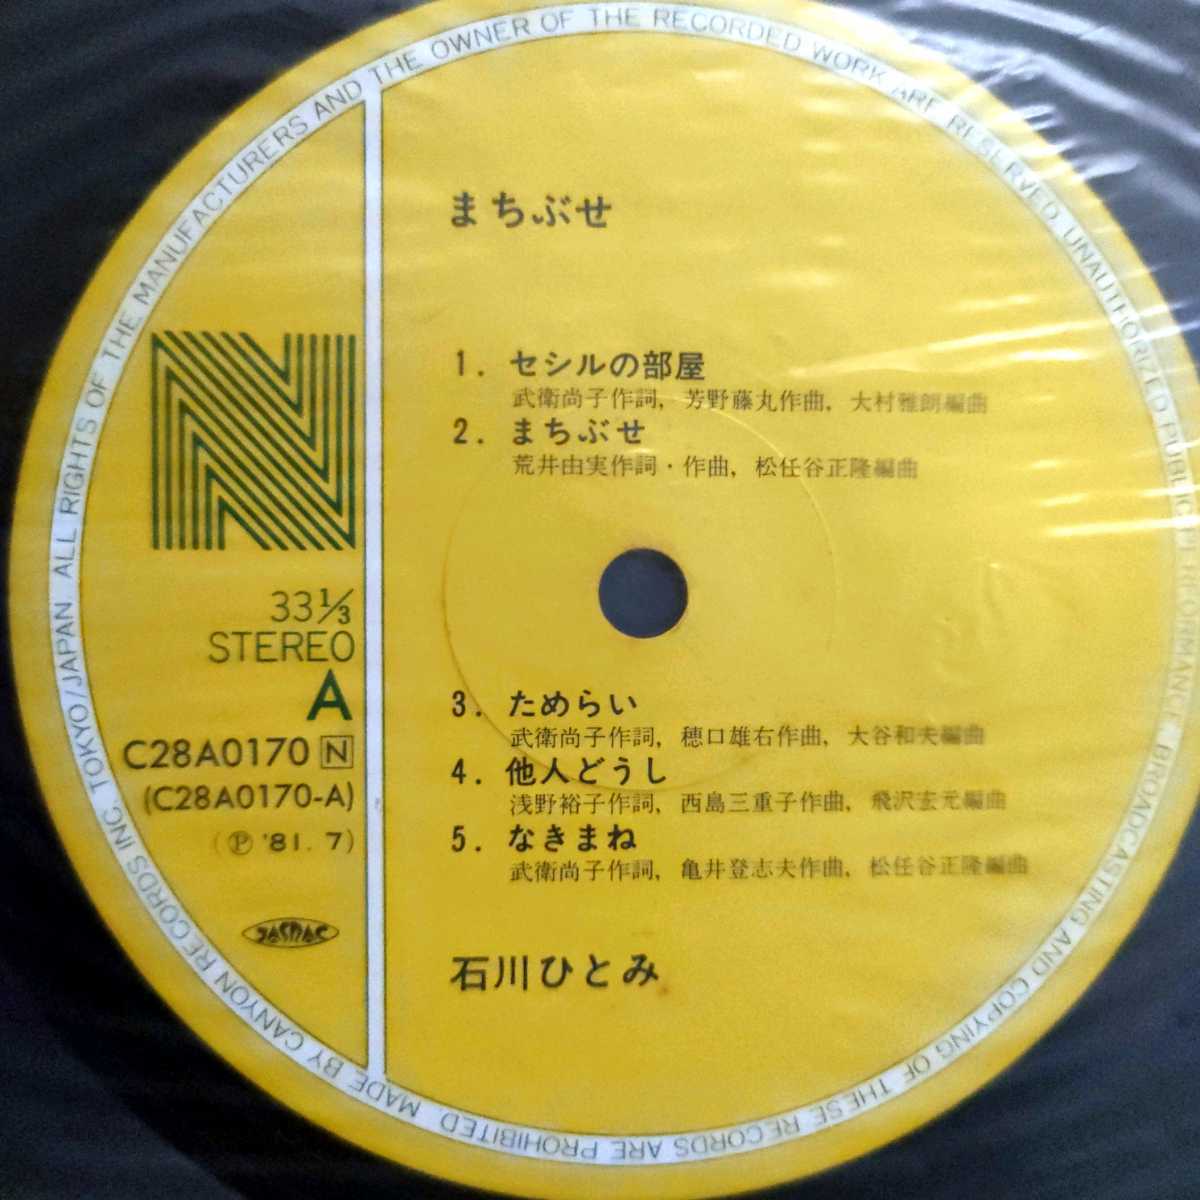 まちぶせ
1. セシルの部屋
武衛尚子作詞, 芳野藤丸作曲, 大村雅朗編曲
2. まちぶせ
荒井由実作詞・作曲, 松任谷正隆編曲
N
33⅓
STEREO
A
C28A0170 N
(C28A0170-A)
(℗ '81. 7)
JASRAC
3. ためらい
武衛尚子作詞, 穂口雄右作曲, 大谷和夫編曲
4. 他人どうし
浅野裕子作詞, 西島三重子作曲, 飛沢宏元編曲
5. なきまね
武衛尚子作詞, 亀井登志夫作曲, 松任谷正隆編曲
石川ひとみ
MADE BY CANYON RECORDS INC. TOKYO/JAPAN. ALL RIGHTS OF THE MANUFACTURERS AND THE OWNER OF THE RECORDED WORK ARE RESERVED. UNAUTHORIZED PUBLIC PERFORMANCE, BROADCASTING AND COPYING OF THESE RECORDS ARE PROHIBITED.